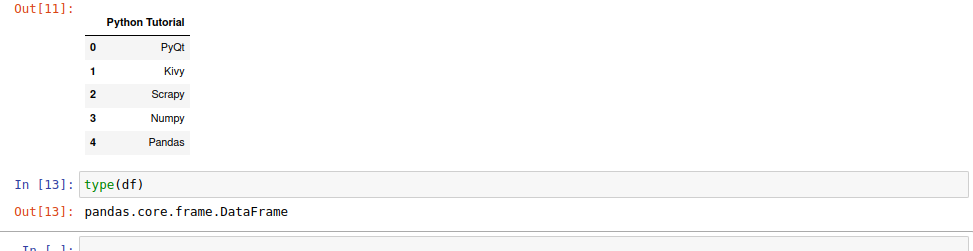 Out[11]:
Python Tutorial
0 PyQt
1 Kivy
2 Scrapy
3 Numpy
4 Pandas
In [13]: type(df)
Out[13]: pandas.core.frame.DataFrame
In [ ]: